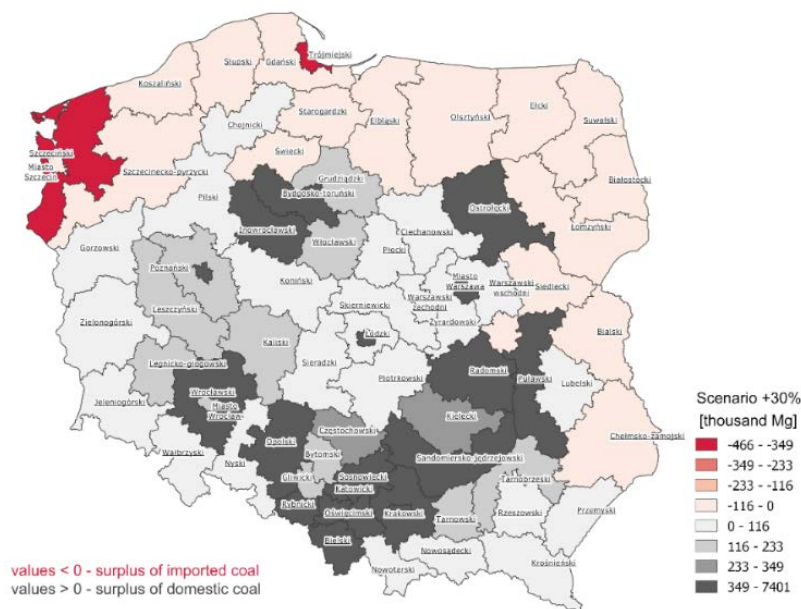 Trójmiejski
Słupski
Gdański
Koszaliński
Ełcki
Starogardzki
Olsztyński
Suwalski
Elbląski
Chojnicki
Szczeciński
Świecki
Miasto
Szczecin
Szczecinecko-pyrzycki
Białostocki
Grudziądzki
Pilski
Bydgosko-toruński
Ostrołęcki
Łomżyński
Inowrocławski
Włocławski
Ciechanowski
Gorzowski
Płocki
Poznański
Miasto
Warszawa
Koniński
Warszawski
wschodni
Siedlecki
Warszawski
zachodni
Skierniewicki
Leszczyński
Żyrardowski
Zielonogórski
Bialski
Łódzki
Kaliski
Sieradzki
Legnicko-głogowski
Radomski
Puławski
Piotrkowski
Lubelski
Wrocławski
Jeleniogórski
Miasto
Wrocław
Kielecki
Częstochowski
Opolski
Chełmsko-zamojski
Wałbrzyski
Bytomski
Sandomiersko-jędrzejowski
Nyski
Gliwicki
Sosnowiecki
Tarnobrzeski
Katowicki
Rybnicki
Oświęcimski
Krakowski
Tarnowski
Rzeszowski
Przemyski
Bielski
Nowosądecki
Nowotarski
Krośnieński
Scenario +30%
[thousand Mg]
-466 - -349
-349 - -233
-233 - -116
-116 - 0
0 - 116
116 - 233
233 - 349
349 - 7401
values < 0 - surplus of imported coal
values > 0 - surplus of domestic coal